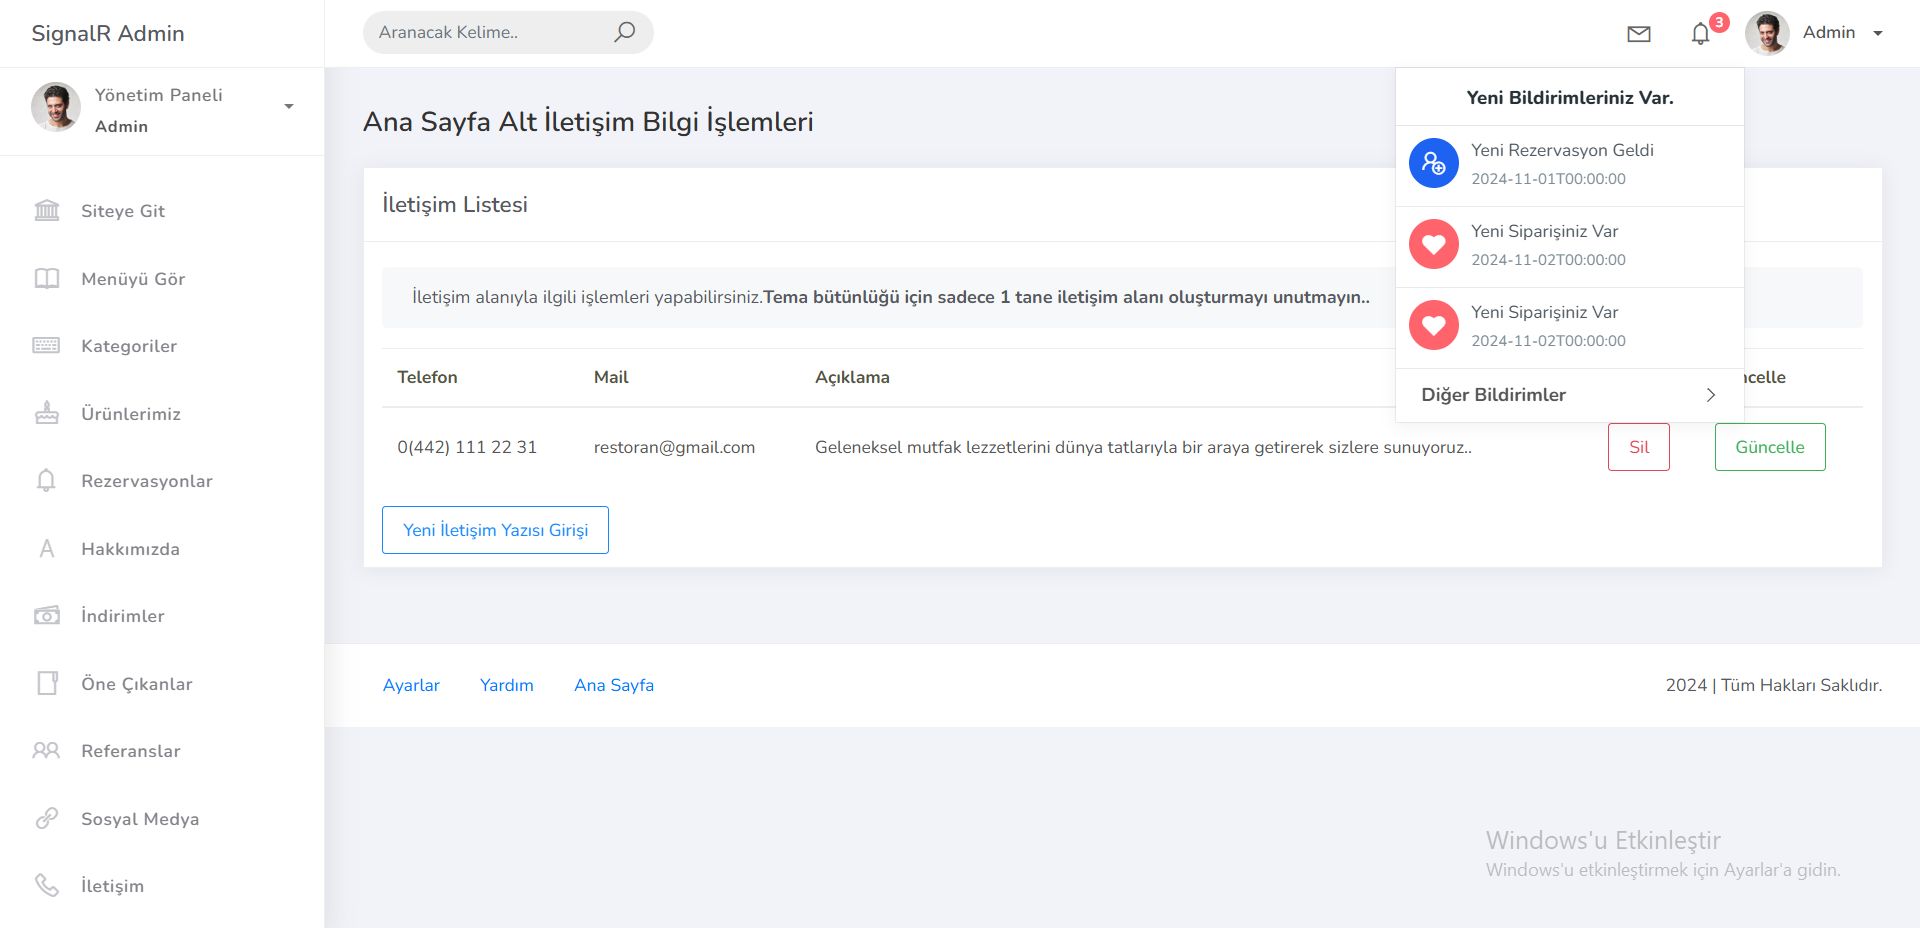 SignalR Admin
Aranacak Kelime..
3
Admin
Yönetim Paneli
Admin
Siteye Git
Menüyü Gör
Kategoriler
Ürünlerimiz
Rezervasyonlar
Hakkımızda
İndirimler
Öne Çıkanlar
Referanslar
Sosyal Medya
İletişim
Ana Sayfa Alt İletişim Bilgi İşlemleri
Yeni Bildirimleriniz Var.
Yeni Rezervasyon Geldi
2024-11-01T00:00:00
Yeni Siparişiniz Var
2024-11-02T00:00:00
Yeni Siparişiniz Var
2024-11-02T00:00:00
Diğer Bildirimler
İletişim Listesi
İletişim alanıyla ilgili işlemleri yapabilirsiniz.Tema bütünlüğü için sadece 1 tane iletişim alanı oluşturmayı unutmayın..
Telefon Mail Açıklama ncelle
0(442) 111 22 31 restoran@gmail.com Geleneksel mutfak lezzetlerini dünya tatlarıyla bir araya getirerek sizlere sunuyoruz.. Sil Güncelle
Yeni İletişim Yazısı Girişi
Ayarlar Yardım Ana Sayfa 2024 | Tüm Hakları Saklıdır.
Windows'u Etkinleştir
Windows'u etkinleştirmek için Ayarlar'a gidin.